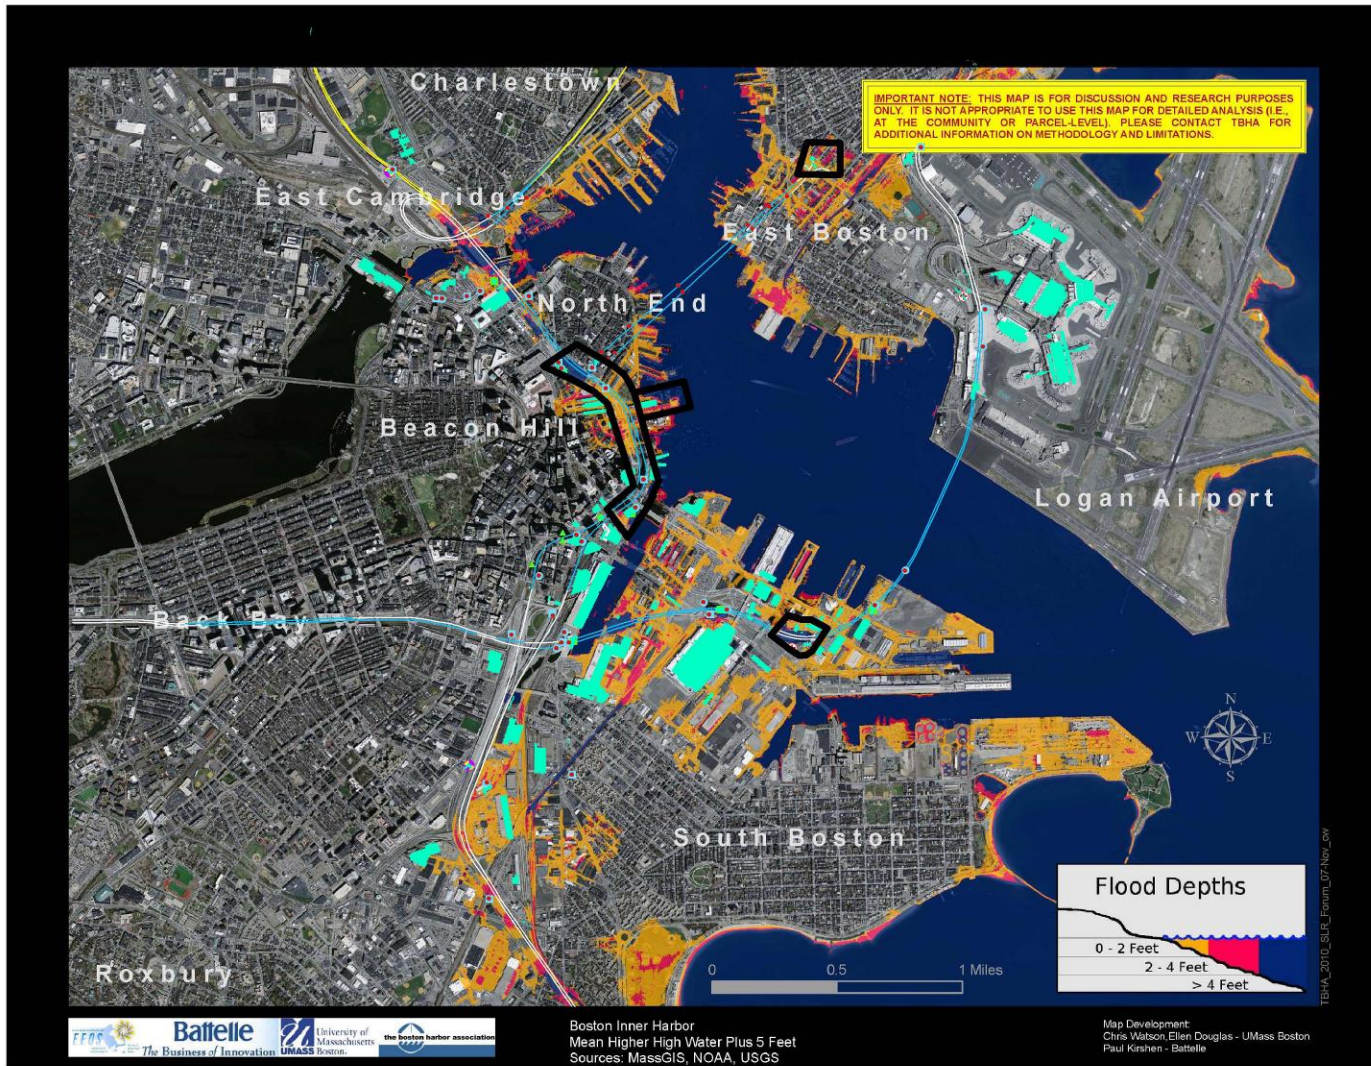 Charlestown
IMPORTANT NOTE: THIS MAP IS FOR DISCUSSION AND RESEARCH PURPOSES
ONLY. IT IS NOT APPROPRIATE TO USE THIS MAP FOR DETAILED ANALYSIS (I.E.,
AT THE COMMUNITY OR PARCEL-LEVEL). PLEASE CONTACT TBHA FOR
ADDITIONAL INFORMATION ON METHODOLOGY AND LIMITATIONS.
East Cambridge
East Boston
North End
Beacon Hill
Logan Airport
Back Bay
N
W E
S
South Boston
Roxbury
Flood Depths
0 - 2 Feet
2 - 4 Feet
> 4 Feet
0 0.5 1 Miles
TBHA_2010_SLR_Forum_07-Nov_cw
EEOS
Battelle
The Business of Innovation
UMASS
University of
Massachusetts
Boston
the boston harbor association
Boston Inner Harbor
Mean Higher High Water Plus 5 Feet
Sources: MassGIS, NOAA, USGS
Map Development:
Chris Watson,Ellen Douglas - UMass Boston
Paul Kirshen - Battelle